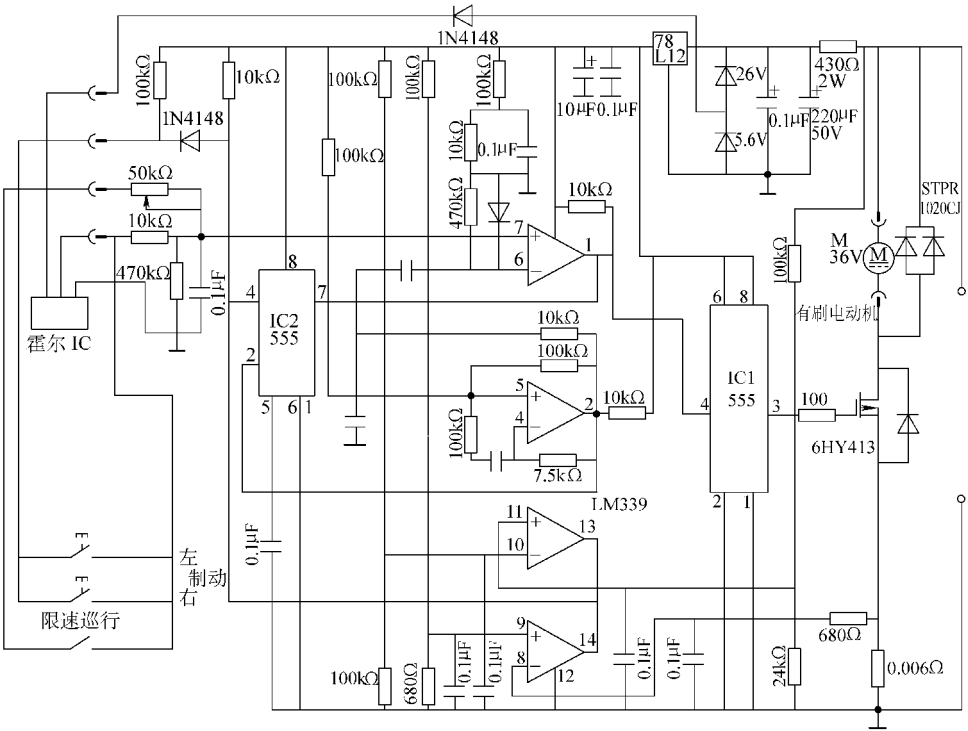 1N4148
78
L12
430Ω
2W
100kΩ
10kΩ
100kΩ
100kΩ
100kΩ
10μF
0.1μF
26V
0.1μF
220μF
50V
1N4148
10kΩ
0.1μF
5.6V
50kΩ
100kΩ
470kΩ
10kΩ
STPR
1020CJ
10kΩ
7
6
1
M
36V
M
100kΩ
470kΩ
0.1μF
8
4
7
IC2
555
2
5
6
1
霍尔 IC
6
8
有刷电动机
10kΩ
100kΩ
IC1
555
5
4
2
10kΩ
4
3
100
100kΩ
6HY413
7.5kΩ
2
1
LM339
0.1μF
11
10
13
0.1μF
左
制动
右
限速巡行
9
8
14
12
680Ω
0.1μF
0.1μF
0.1μF
0.1μF
100kΩ
680Ω
24kΩ
0.006Ω